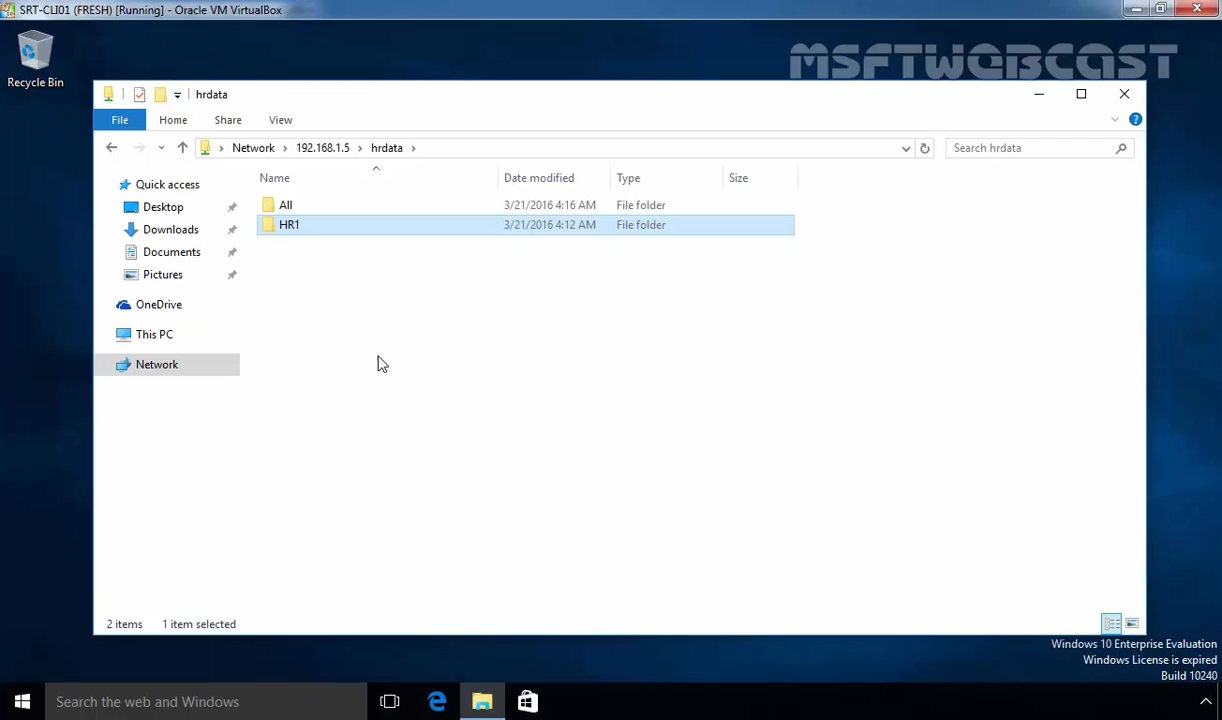 SRT-CLI01 (FRESH) [Running] - Oracle VM VirtualBox
Recycle Bin
MSFTWEBCAST
hrdata
File Home Share View
Network 192.168.1.5 hrdata
Search hrdata
Name Date modified Type Size
Quick access
Desktop
Downloads
Documents
Pictures
OneDrive
This PC
Network
All 3/21/2016 4:16 AM File folder
HR1 3/21/2016 4:12 AM File folder
2 items 1 item selected
Windows 10 Enterprise Evaluation
Windows License is expired
Build 10240
Search the web and Windows